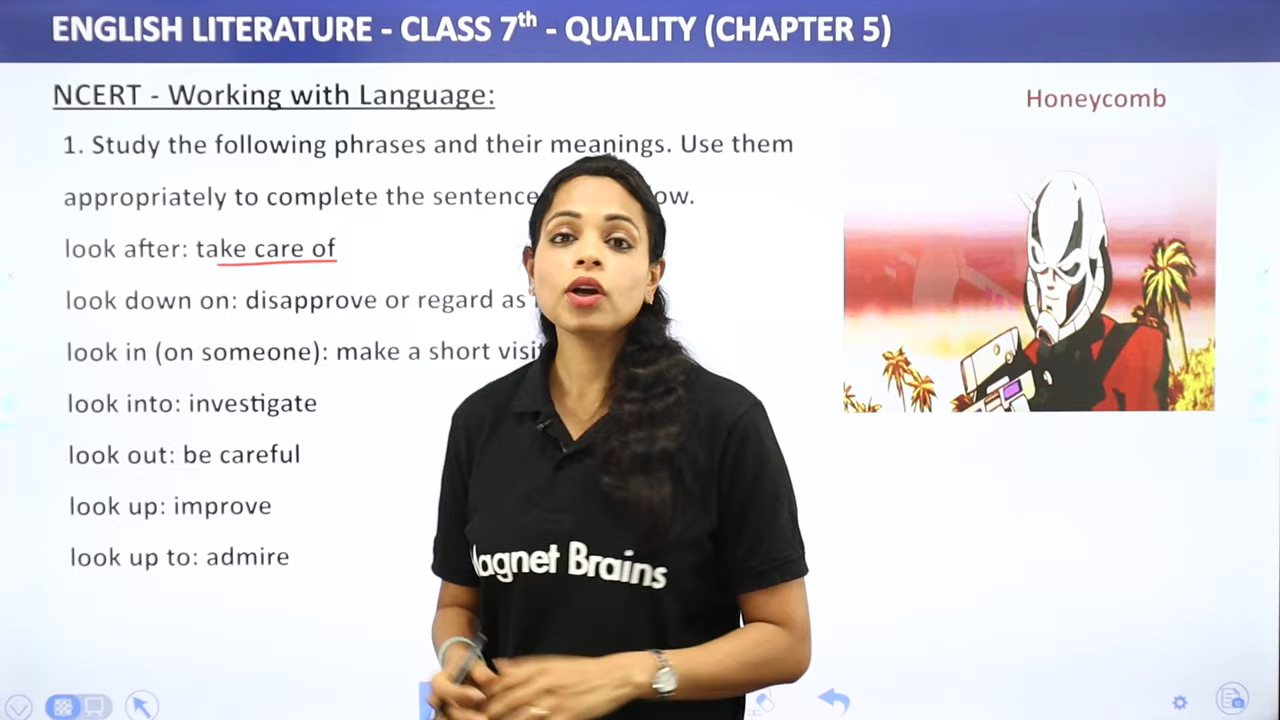 ENGLISH LITERATURE - CLASS 7th - QUALITY (CHAPTER 5)
NCERT - Working with Language:
Honeycomb
1. Study the following phrases and their meanings. Use them
appropriately to complete the sentence
look after: take care of
look down on: disapprove or regard as
look in (on someone): make a short
look into: investigate
look out: be careful
look up: improve
look up to: admire
Brains